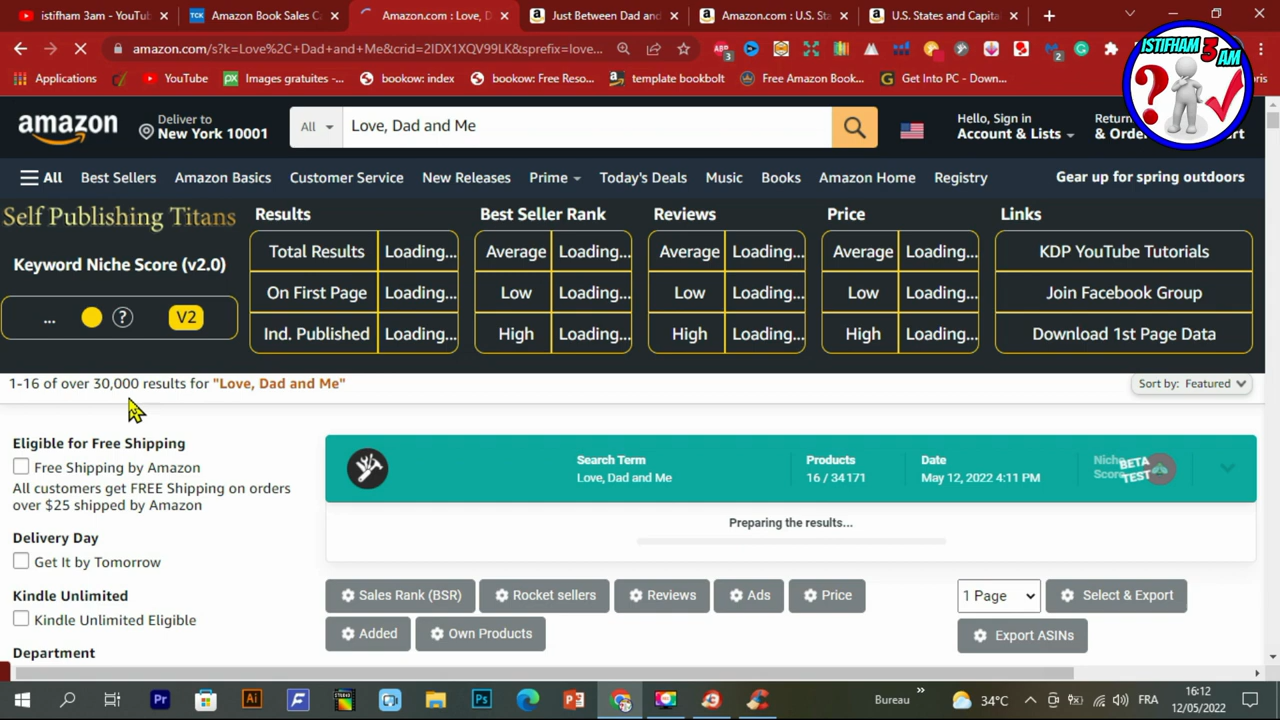 istifham 3am - YouTu
Amazon Book Sales C
Amazon.com : Love, D
Just Between Dad and
Amazon.com : U.S. Sta
U.S. States and Capita
amazon.com/s?k=Love%2C+Dad+and+Me&crid=2IDX1XQV99LK&sprefix=love...
3
2
ISTIFHAM 3 AM
Applications
YouTube
Images gratuites -...
bookow: index
bookow: Free Reso...
template bookbolt
Free Amazon Book...
Get Into PC - Down...
oris
amazon
Deliver to
New York 10001
All
Love, Dad and Me
Hello, Sign in
Account & Lists
Return
& Order
rt
All
Best Sellers
Amazon Basics
Customer Service
New Releases
Prime
Today's Deals
Music
Books
Amazon Home
Registry
Gear up for spring outdoors
Self Publishing Titans
Keyword Niche Score (v2.0)
...
?
V2
Results
Total Results Loading...
On First Page Loading...
Ind. Published Loading...
Best Seller Rank
Average Loading...
Low Loading...
High Loading...
Reviews
Average Loading...
Low Loading...
High Loading...
Price
Average Loading...
Low Loading...
High Loading...
Links
KDP YouTube Tutorials
Join Facebook Group
Download 1st Page Data
1-16 of over 30,000 results for "Love, Dad and Me"
Sort by: Featured
Eligible for Free Shipping
Free Shipping by Amazon
All customers get FREE Shipping on orders
over $25 shipped by Amazon
Delivery Day
Get It by Tomorrow
Kindle Unlimited
Kindle Unlimited Eligible
Department
Search Term
Love, Dad and Me
Products
16 / 34171
Date
May 12, 2022 4:11 PM
Niche
Score
BETA
TEST
Preparing the results...
Sales Rank (BSR)
Rocket sellers
Reviews
Ads
Price
1 Page
Select & Export
Added
Own Products
Export ASINs
Bureau
34°C
FRA
16:12
12/05/2022